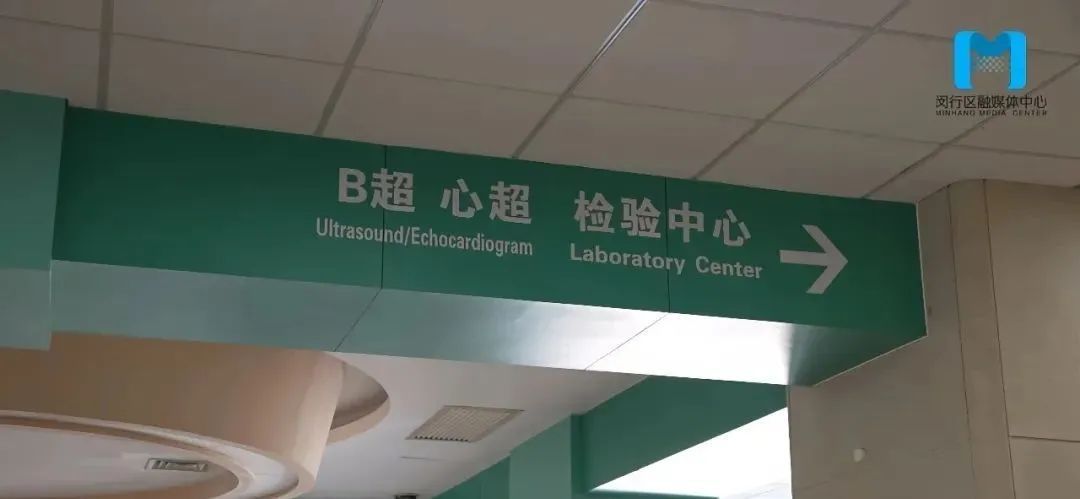 闵行区融媒体中心
MINHANG MEDIA CENTER
B超 心超 检验中心
Ultrasound/Echocardiogram Laboratory Center